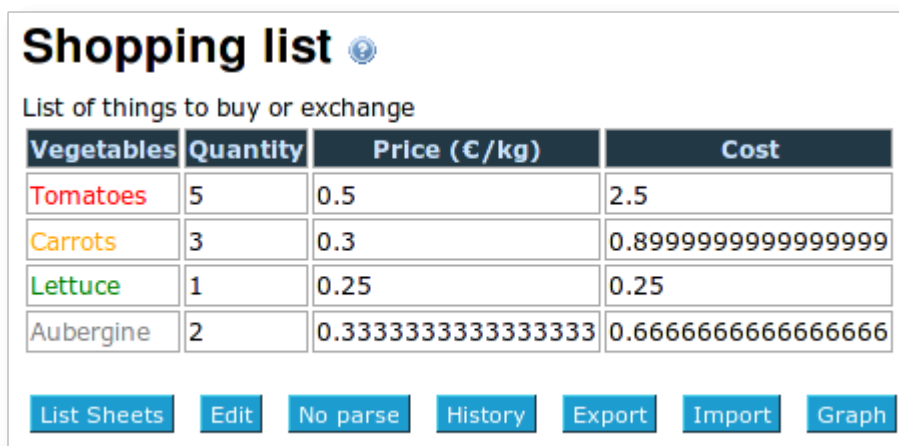 Shopping list
List of things to buy or exchange
Vegetables Quantity Price (€/kg) Cost
Tomatoes 5 0.5 2.5
Carrots 3 0.3 0.8999999999999999
Lettuce 1 0.25 0.25
Aubergine 2 0.3333333333333333 0.6666666666666666
List Sheets Edit No parse History Export Import Graph